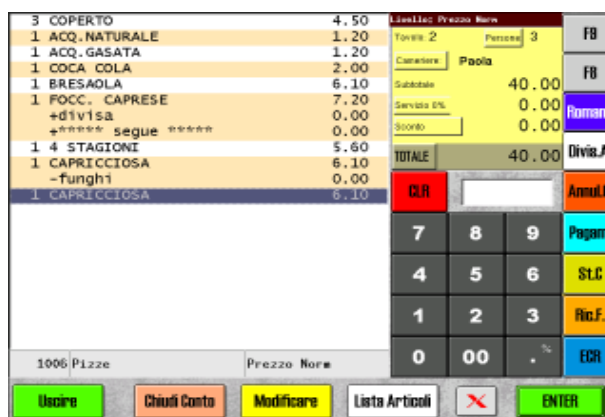 3 COPERTO 4.50
1 ACQ.NATURALE 1.20
1 ACQ.GASATA 1.20
1 COCA COLA 2.00
1 BRESAOLA 6.10
1 FOCC. CAPRESE 7.20
+divisa 0.00
+***** segue ***** 0.00
1 4 STAGIONI 5.60
1 CAPRICCIOSA 6.10
-funghi 0.00
1 CAPRICCIOSA 6.10
1006 Pizze Prezzo Norm
Livello: Prezzo Norm
Tavolo 2 Persone 3
Cameriere Paola
Subtotale 40.00
Servizio 0% 0.00
Sconto 0.00
TOTALE 40.00
CLR
7 8 9
4 5 6
1 2 3
0 00 . %
F9
F8
Roman
Divis.A
Annul.
Pagam
St.C
Ric.F.
ECR
Uscire Chiudi Conto Modificare Lista Articoli X ENTER